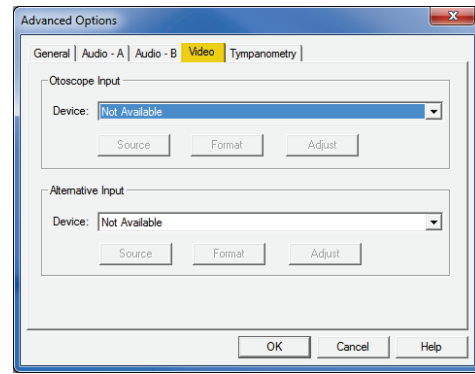 Advanced Options
General Audio - A Audio - B Video Tympanometry
Otoscope Input
Device: Not Available
Source Format Adjust
Alternative Input
Device: Not Available
Source Format Adjust
OK Cancel Help